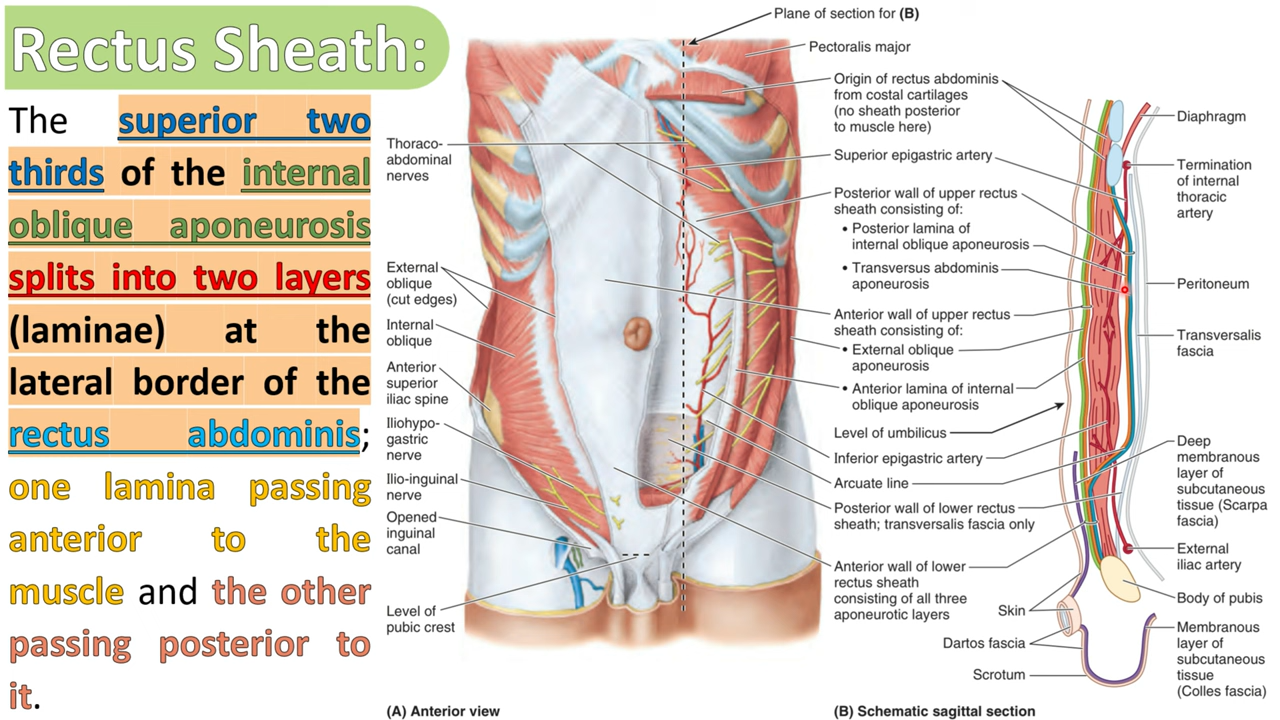 Rectus Sheath:
The superior two
thirds of the internal
oblique aponeurosis
splits into two layers
(laminae) at the
lateral border of the
rectus abdominis;
one lamina passing
anterior to the
muscle and the other
passing posterior to
it.
Plane of section for (B)
Pectoralis major
Thoraco-
abdominal
nerves
External
oblique
(cut edges)
Internal
oblique
Anterior
superior
iliac spine
Iliohypo-
gastric
nerve
Ilio-inguinal
nerve
Opened
inguinal
canal
Level of
pubic crest
(A) Anterior view
Origin of rectus abdominis
from costal cartilages
(no sheath posterior
to muscle here)
Superior epigastric artery
Posterior wall of upper rectus
sheath consisting of:
• Posterior lamina of
internal oblique aponeurosis
• Transversus abdominis
aponeurosis
Anterior wall of upper rectus
sheath consisting of:
• External oblique
aponeurosis
• Anterior lamina of internal
oblique aponeurosis
Level of umbilicus
Inferior epigastric artery
Arcuate line
Posterior wall of lower rectus
sheath; transversalis fascia only
Anterior wall of lower
rectus sheath
consisting of all three
aponeurotic layers
Skin
Dartos fascia
Scrotum
Diaphragm
Termination
of internal
thoracic
artery
Peritoneum
Transversalis
fascia
Deep
membranous
layer of
subcutaneous
tissue (Scarpa
fascia)
External
iliac artery
Body of pubis
Membranous
layer of
subcutaneous
tissue
(Colles fascia)
(B) Schematic sagittal section